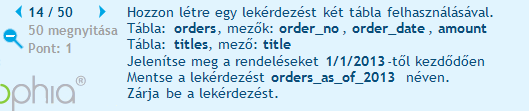 14 / 50
50 megnyitása
Pont: 1
ophia®
Hozzon létre egy lekérdezést két tábla felhasználásával.
Tábla: orders, mezők: order_no, order_date, amount
Tábla: titles, mező: title
Jelenítse meg a rendeléseket 1/1/2013-től kezdődően
Mentse a lekérdezést orders_as_of_2013 néven.
Zárja be a lekérdezést.